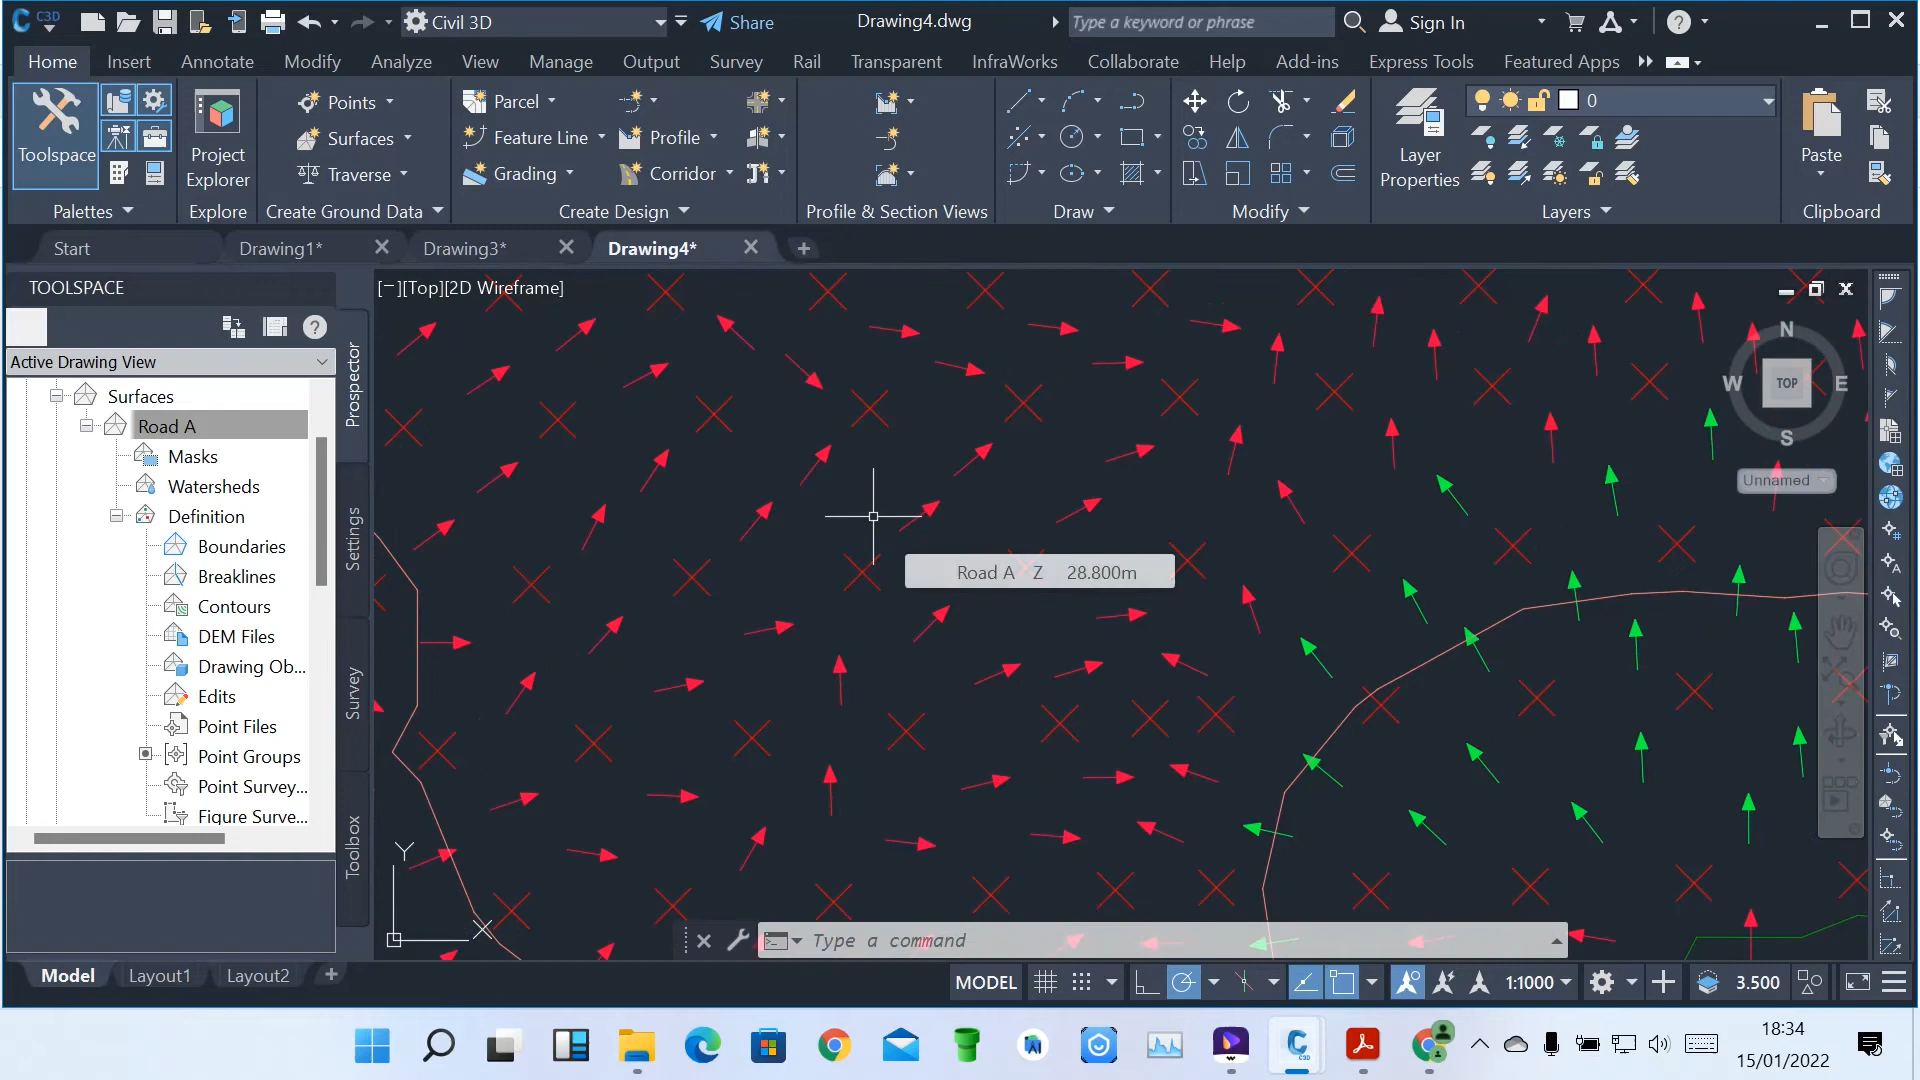 C3D
Civil 3D
Share
Drawing4.dwg
Type a keyword or phrase
Sign In
Home
Insert
Annotate
Modify
Analyze
View
Manage
Output
Survey
Rail
Transparent
InfraWorks
Collaborate
Help
Add-ins
Express Tools
Featured Apps
Toolspace
Project
Explorer
Points
Surfaces
Traverse
Parcel
Feature Line
Grading
Profile
Corridor
Layer
Properties
0
Paste
Palettes
Explore
Create Ground Data
Create Design
Profile & Section Views
Draw
Modify
Layers
Clipboard
Start
Drawing1*
Drawing3*
Drawing4*
TOOLSPACE
[−][Top][2D Wireframe]
Active Drawing View
Surfaces
Road A
Masks
Watersheds
Definition
Boundaries
Breaklines
Contours
DEM Files
Drawing Ob...
Edits
Point Files
Point Groups
Point Survey...
Figure Surve...
Prospector
Settings
Survey
Toolbox
N
W
TOP
E
S
Unnamed
Road A Z 28.800m
Y
X
Type a command
Model
Layout1
Layout2
MODEL
1:1000
3.500
18:34
15/01/2022